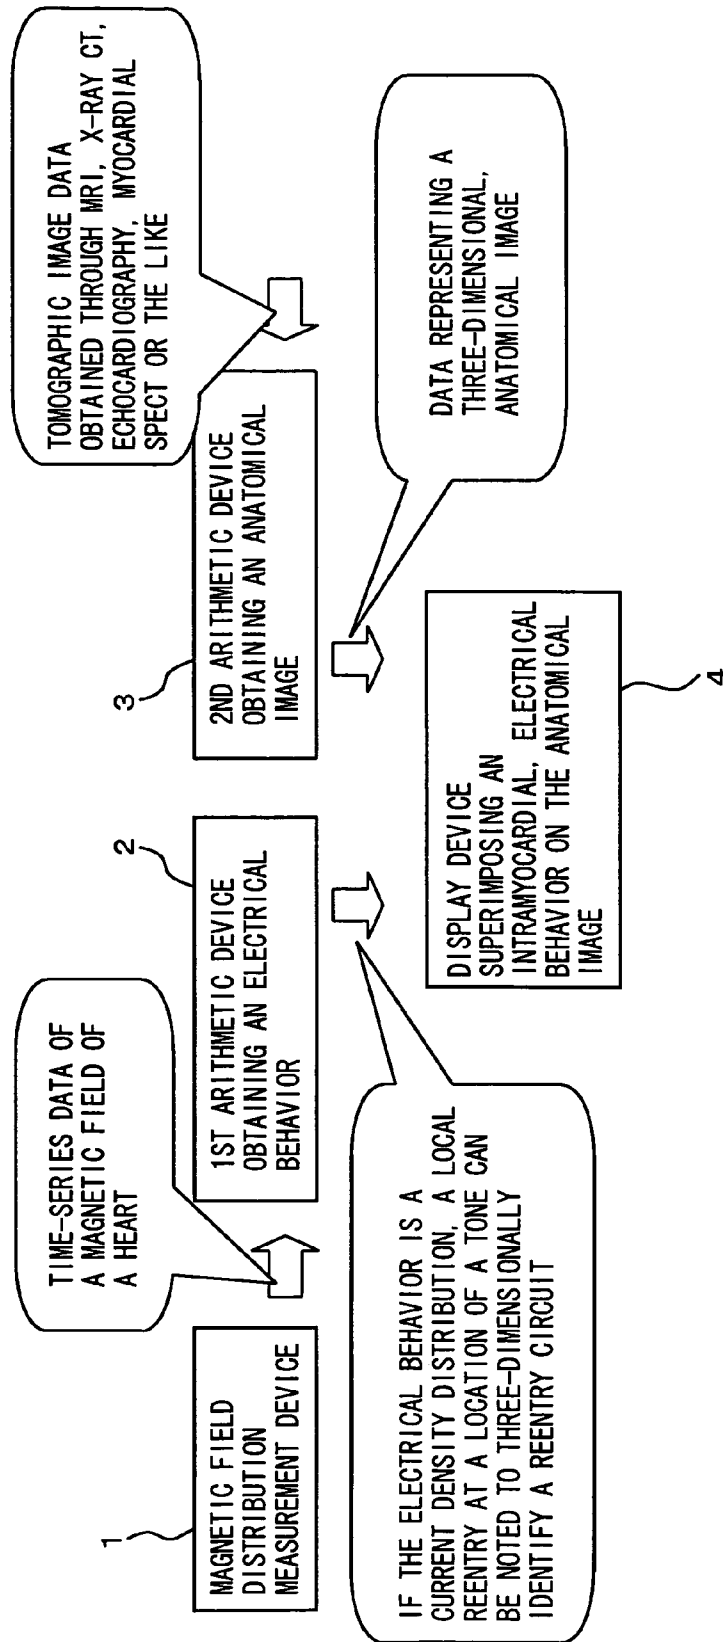 1
MAGNETIC FIELD
DISTRIBUTION
MEASUREMENT DEVICE
TIME-SERIES DATA OF
A MAGNETIC FIELD OF
A HEART
2
1ST ARITHMETIC DEVICE
OBTAINING AN ELECTRICAL
BEHAVIOR
3
2ND ARITHMETIC DEVICE
OBTAINING AN ANATOMICAL
IMAGE
TOMOGRAPHIC IMAGE DATA
OBTAINED THROUGH MRI, X-RAY CT,
ECHOCARDIOGRAPHY, MYOCARDIAL
SPECT OR THE LIKE
IF THE ELECTRICAL BEHAVIOR IS A
CURRENT DENSITY DISTRIBUTION, A LOCAL
REENTRY AT A LOCATION OF A TONE CAN
BE NOTED TO THREE-DIMENSIONALLY
IDENTIFY A REENTRY CIRCUIT
DISPLAY DEVICE
SUPERIMPOSING AN
INTRAMYOCARDIAL, ELECTRICAL
BEHAVIOR ON THE ANATOMICAL
IMAGE
4
DATA REPRESENTING A
THREE-DIMENSIONAL,
ANATOMICAL IMAGE